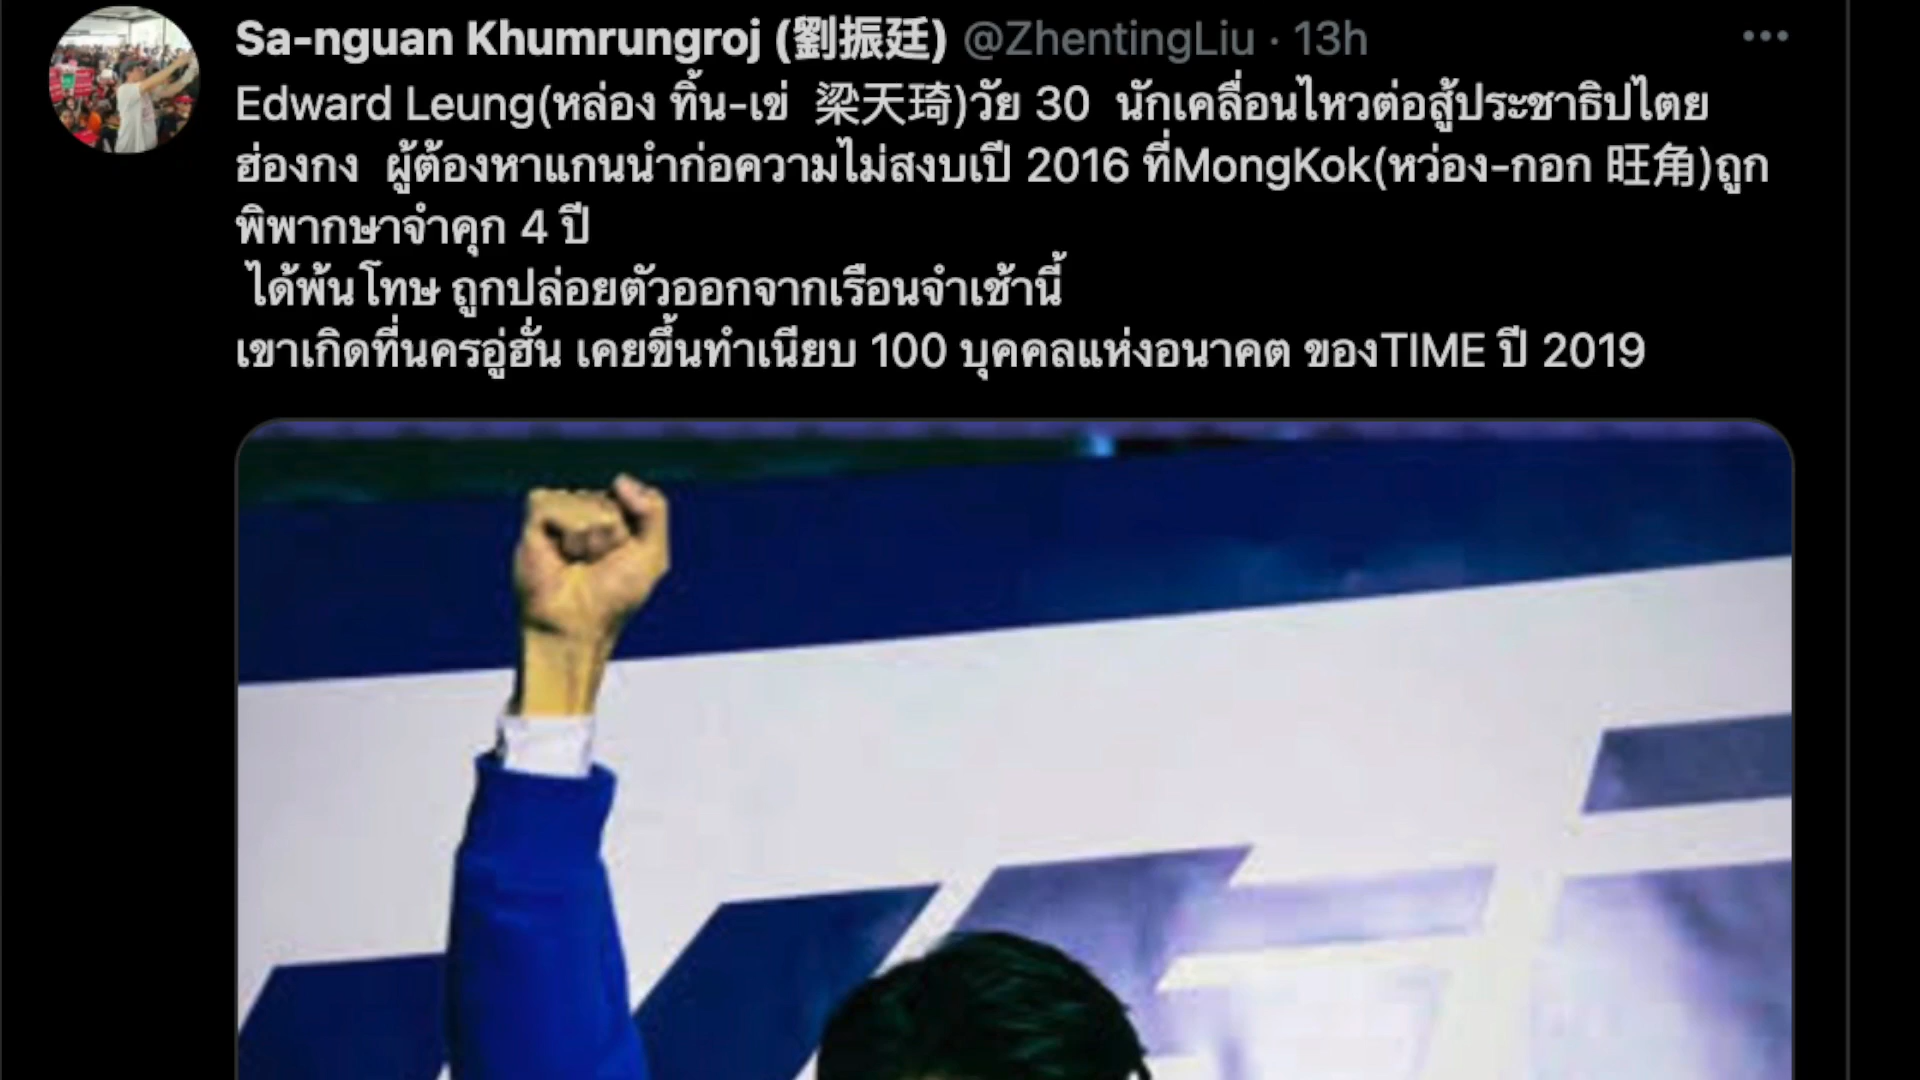 Sa-nguan Khumrungroj (劉振廷) @ZhentingLiu · 13h
Edward Leung(หล่อง ทิ้น-เข่ 梁天琦)วัย 30 นักเคลื่อนไหวต่อสู้ประชาธิปไตย
ฮ่องกง ผู้ต้องหาแกนนำก่อความไม่สงบเปี 2016 ที่MongKok(หว่อง-กอก 旺角)ถูก
พิพากษาจำคุก 4 ปี
ได้พ้นโทษ ถูกปล่อยตัวออกจากเรือนจำเช้านี้
เขาเกิดที่นครอู่ฮั่น เคยขึ้นทำเนียบ 100 บุคคลแห่งอนาคต ของTIME ปี 2019